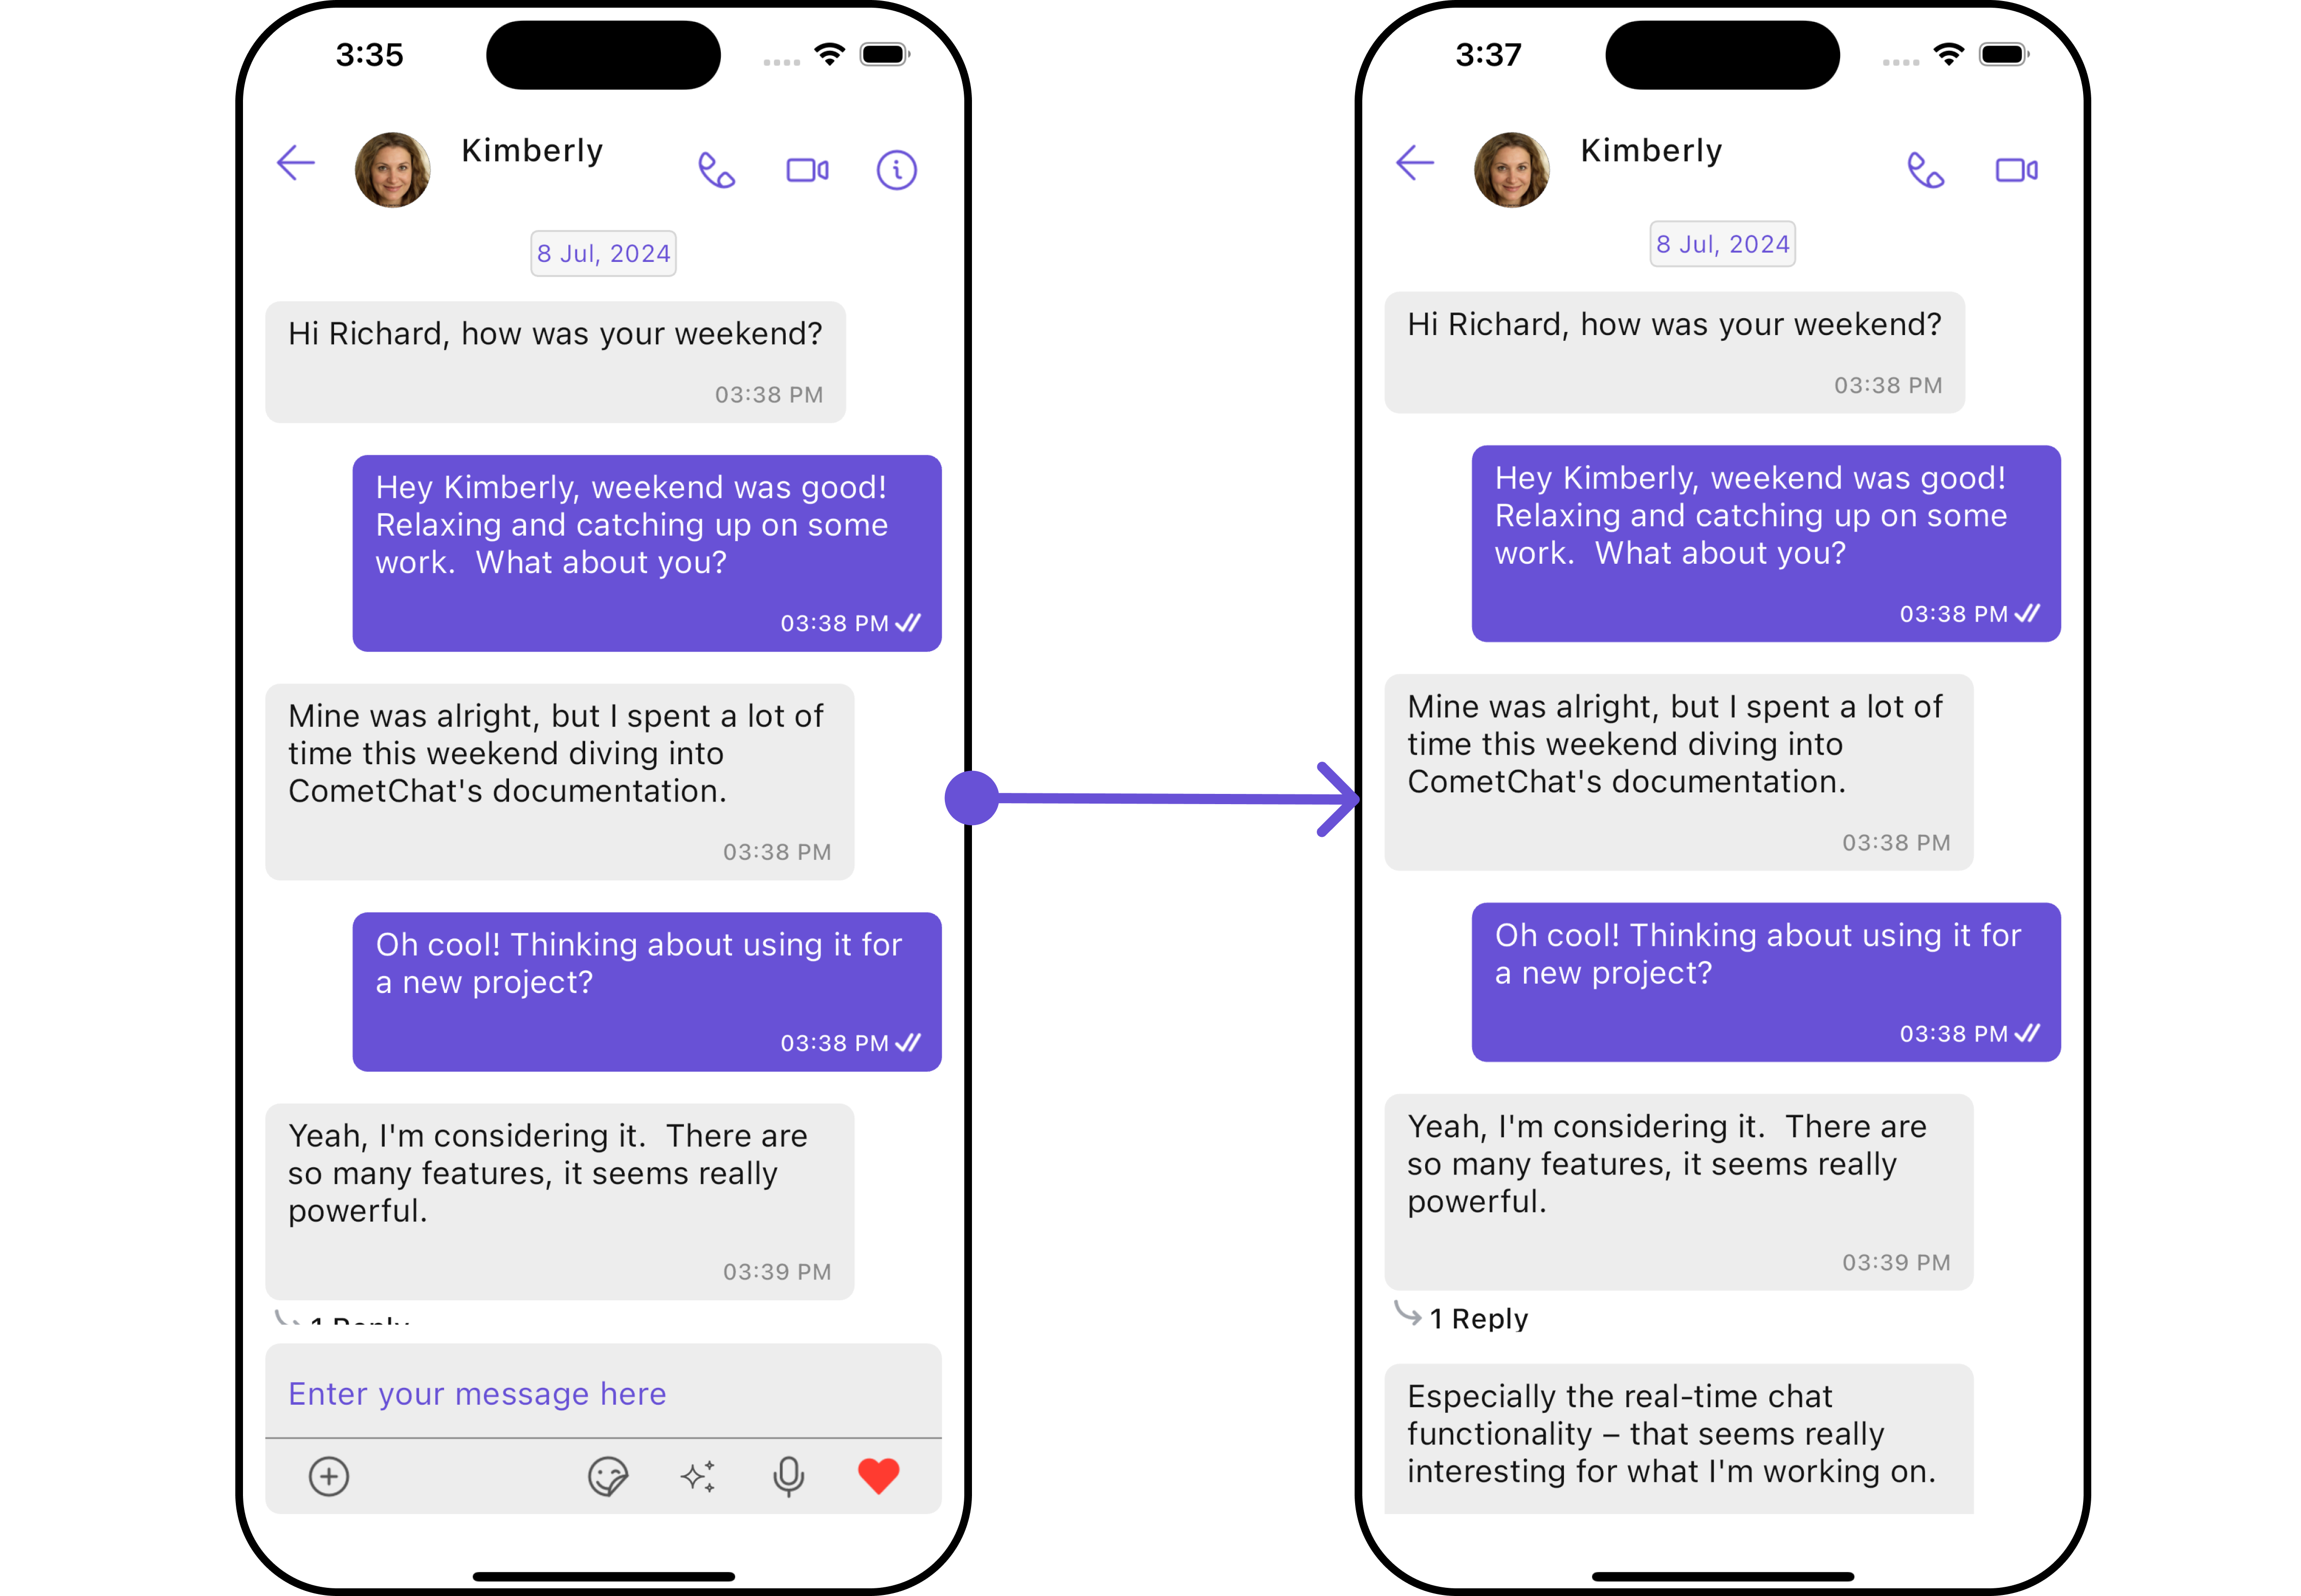 3:35
Kimberly
8 Jul, 2024
Hi Richard, how was your weekend?
03:38 PM
Hey Kimberly, weekend was good!
Relaxing and catching up on some
work.  What about you?
03:38 PM
Mine was alright, but I spent a lot of
time this weekend diving into
CometChat's documentation.
03:38 PM
Oh cool! Thinking about using it for
a new project?
03:38 PM
Yeah, I'm considering it.  There are
so many features, it seems really
powerful.
03:39 PM
1 Reply
Enter your message here
3:37
Kimberly
8 Jul, 2024
Hi Richard, how was your weekend?
03:38 PM
Hey Kimberly, weekend was good!
Relaxing and catching up on some
work.  What about you?
03:38 PM
Mine was alright, but I spent a lot of
time this weekend diving into
CometChat's documentation.
03:38 PM
Oh cool! Thinking about using it for
a new project?
03:38 PM
Yeah, I'm considering it.  There are
so many features, it seems really
powerful.
03:39 PM
1 Reply
Especially the real-time chat
functionality – that seems really
interesting for what I'm working on.